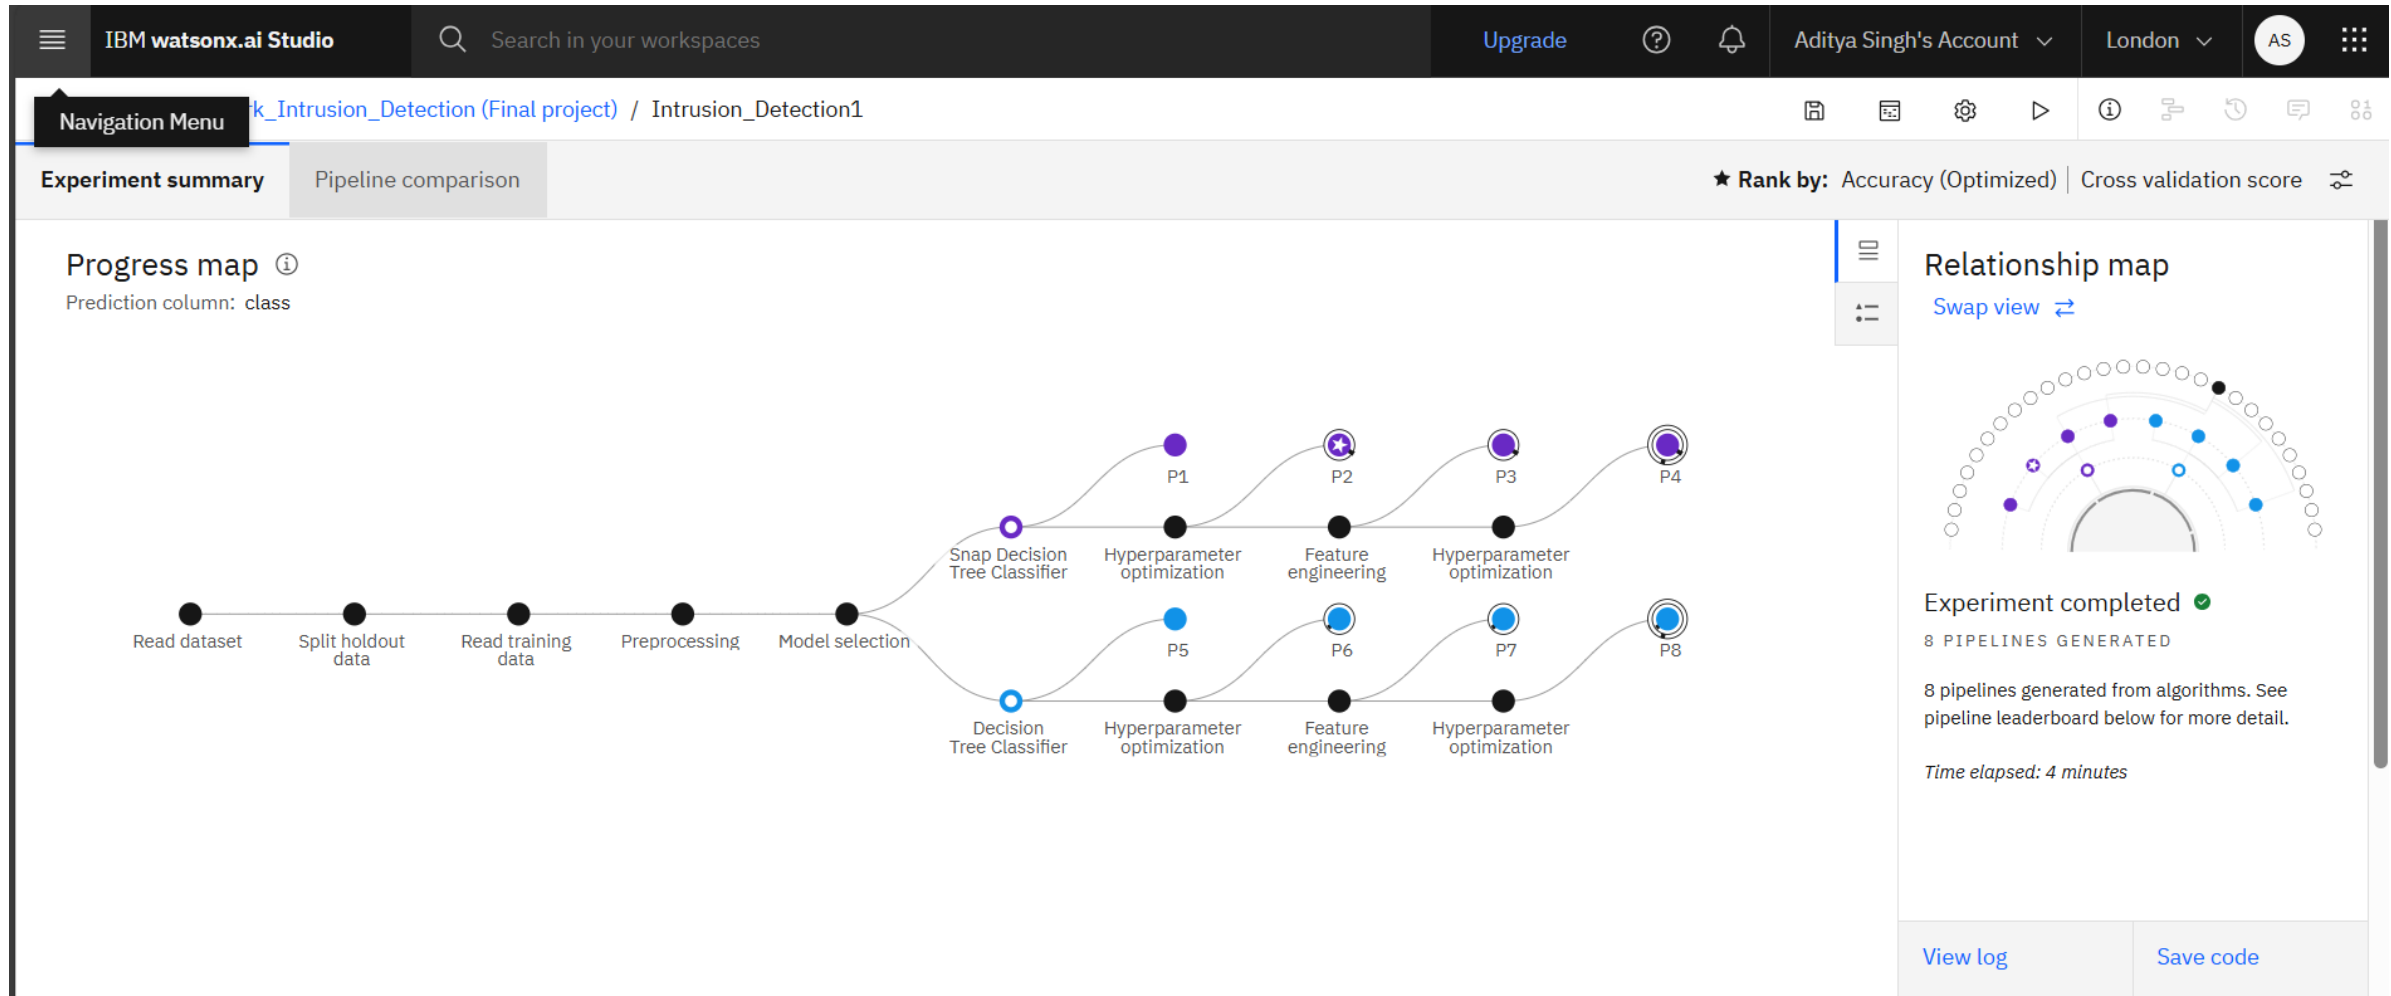 IBM watsonx.ai Studio
Search in your workspaces
Upgrade
Aditya Singh's Account
London
AS
Navigation Menu
k_Intrusion_Detection (Final project) / Intrusion_Detection1
Experiment summary
Pipeline comparison
Rank by: Accuracy (Optimized) | Cross validation score
Progress map
Prediction column: class
P1
P2
P3
P4
Snap Decision
Tree Classifier
Hyperparameter
optimization
Feature
engineering
Hyperparameter
optimization
Read dataset
Split holdout
data
Read training
data
Preprocessing
Model selection
P5
P6
P7
P8
Decision
Tree Classifier
Hyperparameter
optimization
Feature
engineering
Hyperparameter
optimization
Relationship map
Swap view
Experiment completed
8 PIPELINES GENERATED
8 pipelines generated from algorithms. See
pipeline leaderboard below for more detail.
Time elapsed: 4 minutes
View log
Save code